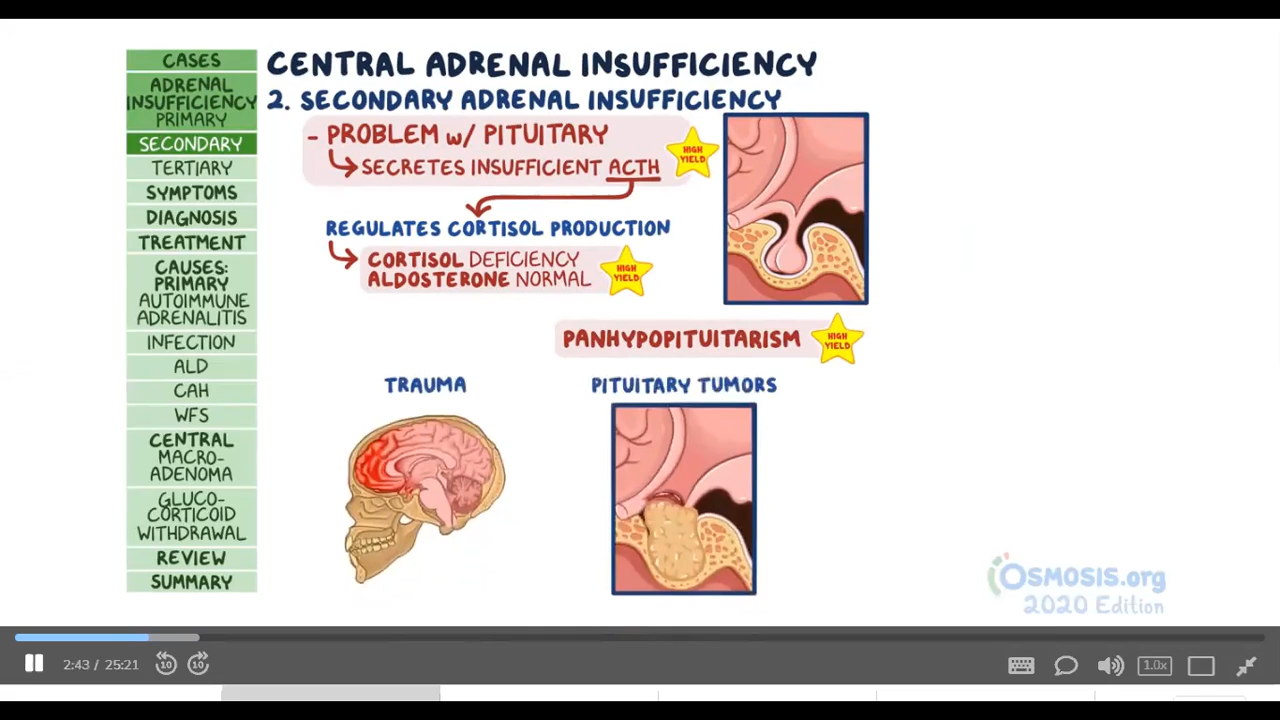 CASES
ADRENAL
INSUFFICIENCY
PRIMARY
SECONDARY
TERTIARY
SYMPTOMS
DIAGNOSIS
TREATMENT
CAUSES:
PRIMARY
AUTOIMMUNE
ADRENALITIS
INFECTION
ALD
CAH
WFS
CENTRAL
MACRO-
ADENOMA
GLUCO-
CORTICOID
WITHDRAWAL
REVIEW
SUMMARY
CENTRAL ADRENAL INSUFFICIENCY
2. SECONDARY ADRENAL INSUFFICIENCY
- PROBLEM w/ PITUITARY
SECRETES INSUFFICIENT ACTH
HIGH
YIELD
REGULATES CORTISOL PRODUCTION
CORTISOL DEFICIENCY
ALDOSTERONE NORMAL
HIGH
YIELD
PANHYPOPITUITARISM
HIGH
YIELD
TRAUMA
PITUITARY TUMORS
OSMOSIS.org
2020 Edition
2:43 / 25:21
10
10
1.0x